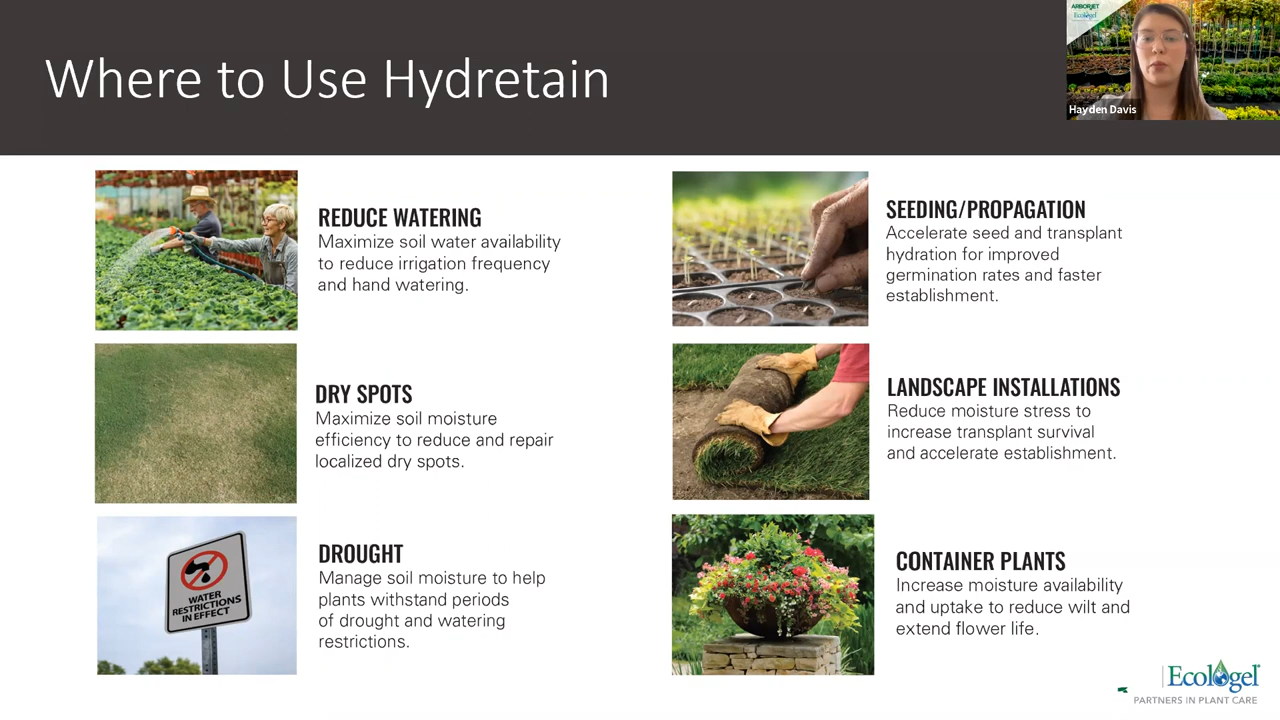 Where to Use Hydretain
ARBORJET
Ecologel
Hayden Davis
REDUCE WATERING
Maximize soil water availability
to reduce irrigation frequency
and hand watering.
DRY SPOTS
Maximize soil moisture
efficiency to reduce and repair
localized dry spots.
WATER
RESTRICTIONS
IN EFFECT
DROUGHT
Manage soil moisture to help
plants withstand periods
of drought and watering
restrictions.
SEEDING/PROPAGATION
Accelerate seed and transplant
hydration for improved
germination rates and faster
establishment.
LANDSCAPE INSTALLATIONS
Reduce moisture stress to
increase transplant survival
and accelerate establishment.
CONTAINER PLANTS
Increase moisture availability
and uptake to reduce wilt and
extend flower life.
Ecologel
PARTNERS IN PLANT CARE